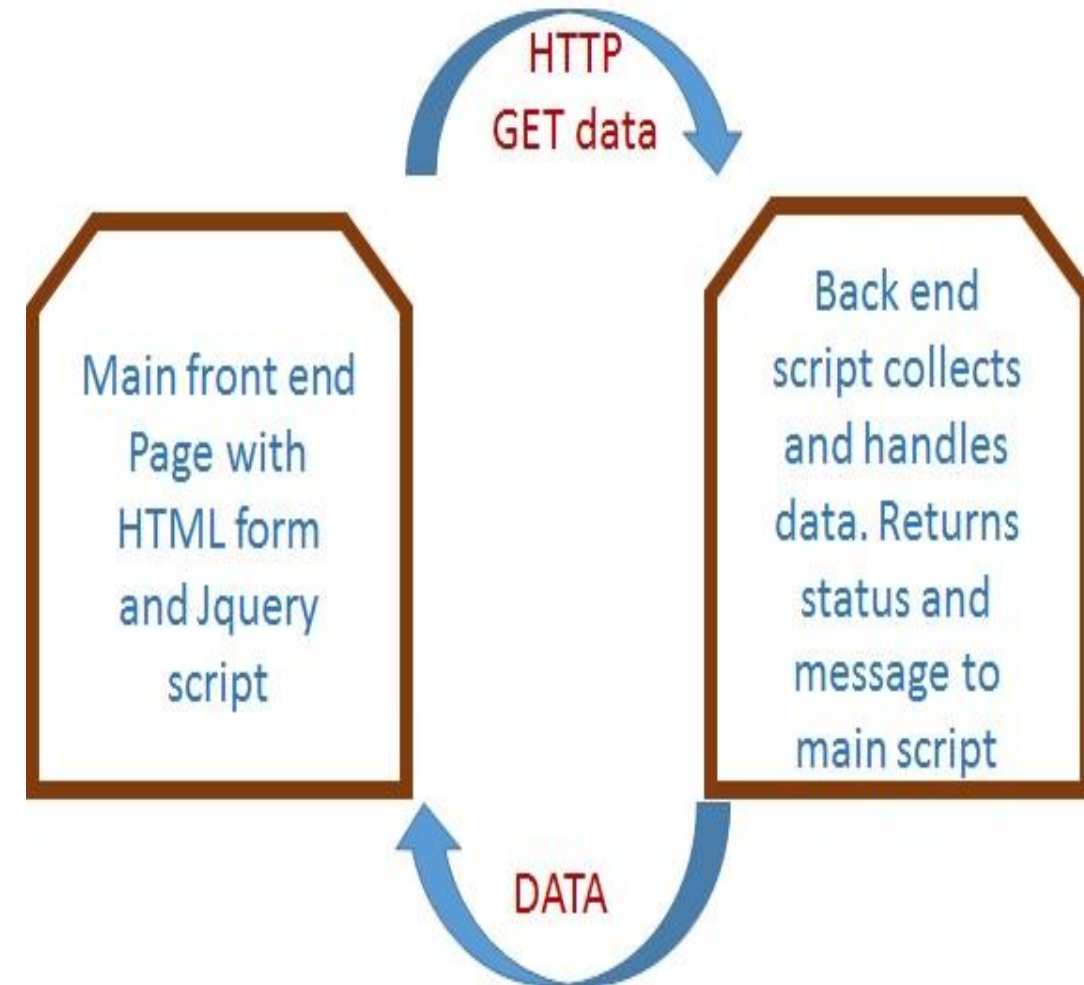 HTTP
GET data
Main front end
Page with
HTML form
and Jquery
script
Back end
script collects
and handles
data. Returns
status and
message to
main script
DATA